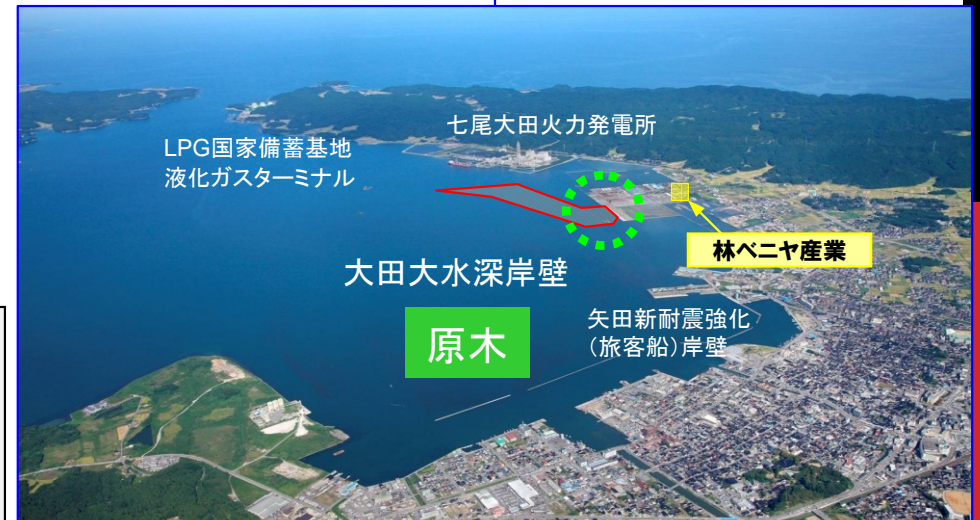 七尾大田火力発電所
LPG国家備蓄基地
液化ガスターミナル
林ベニヤ産業
大田大水深岸壁
矢田新耐震強化
（旅客船）岸壁
原木